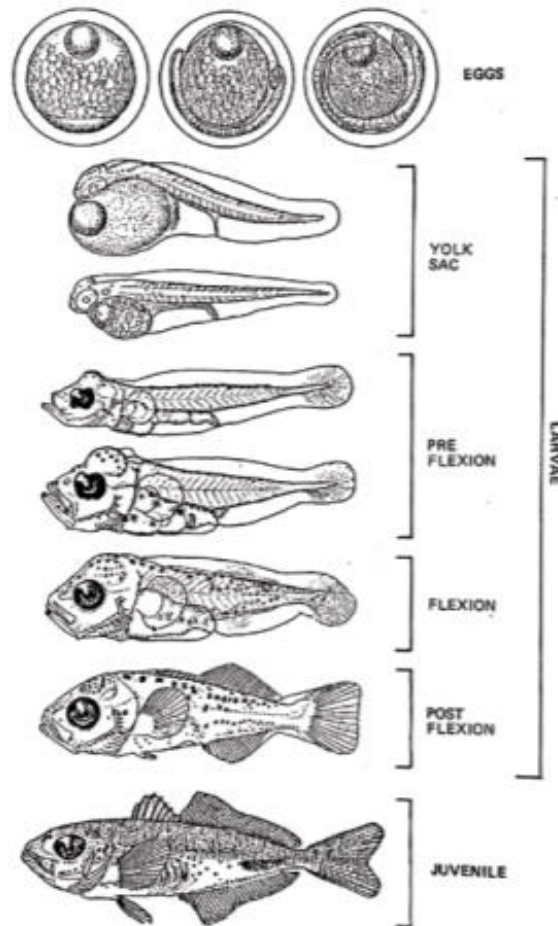 EGGS
YOLK
SAC
PRE
FLEXION
LARVAE
FLEXION
POST
FLEXION
JUVENILE